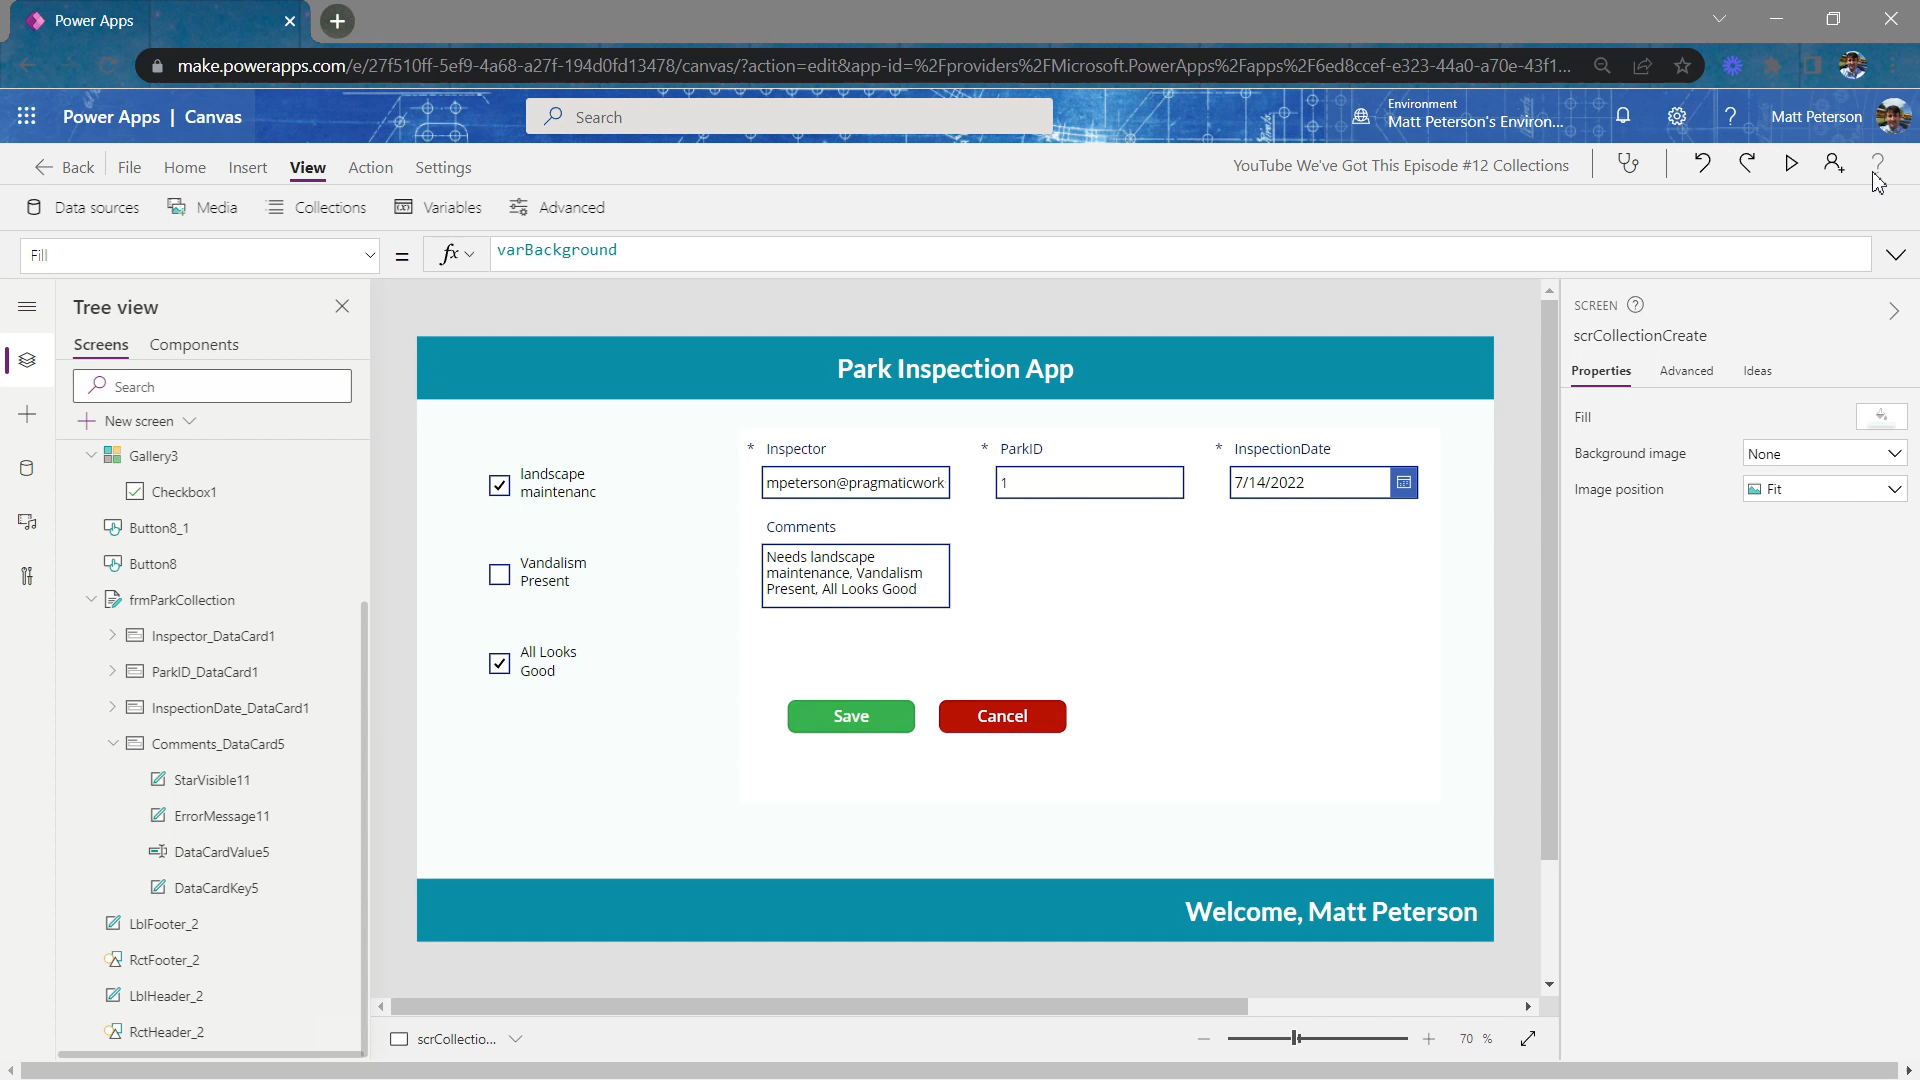 Power Apps
make.powerapps.com/e/27f510ff-5ef9-4a68-a27f-194d0fd13478/canvas/?action=edit&app-id=%2Fproviders%2FMicrosoft.PowerApps%2Fapps%2F6ed8ccef-e323-44a0-a70e-43f1...
Power Apps | Canvas
Search
Environment
Matt Peterson's Environ...
Matt Peterson
Back
File
Home
Insert
View
Action
Settings
YouTube We've Got This Episode #12 Collections
Data sources
Media
Collections
Variables
Advanced
Fill
=
fx
varBackground
Tree view
Screens
Components
Search
New screen
Gallery3
Checkbox1
Button8_1
Button8
frmParkCollection
Inspector_DataCard1
ParkID_DataCard1
InspectionDate_DataCard1
Comments_DataCard5
StarVisible11
ErrorMessage11
DataCardValue5
DataCardKey5
LblFooter_2
RctFooter_2
LblHeader_2
RctHeader_2
Park Inspection App
landscape
maintenanc
Vandalism
Present
All Looks
Good
* Inspector
* ParkID
* InspectionDate
mpeterson@pragmaticwork
1
7/14/2022
Comments
Needs landscape
maintenance, Vandalism
Present, All Looks Good
Save
Cancel
Welcome, Matt Peterson
scrCollectio...
70 %
SCREEN
scrCollectionCreate
Properties
Advanced
Ideas
Fill
Background image
None
Image position
Fit